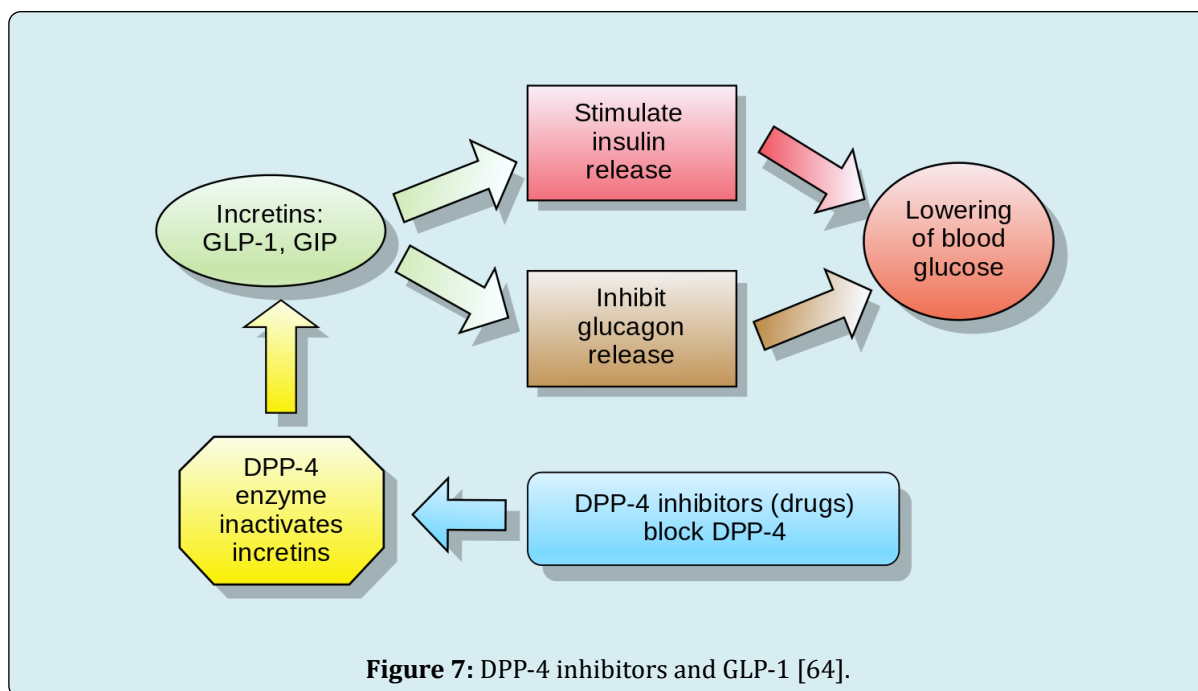 Stimulate
insulin
release
Incretins:
GLP-1, GIP
Lowering
of blood
glucose
Inhibit
glucagon
release
DPP-4
enzyme
inactivates
incretins
DPP-4 inhibitors (drugs)
block DPP-4
Figure 7: DPP-4 inhibitors and GLP-1 [64].